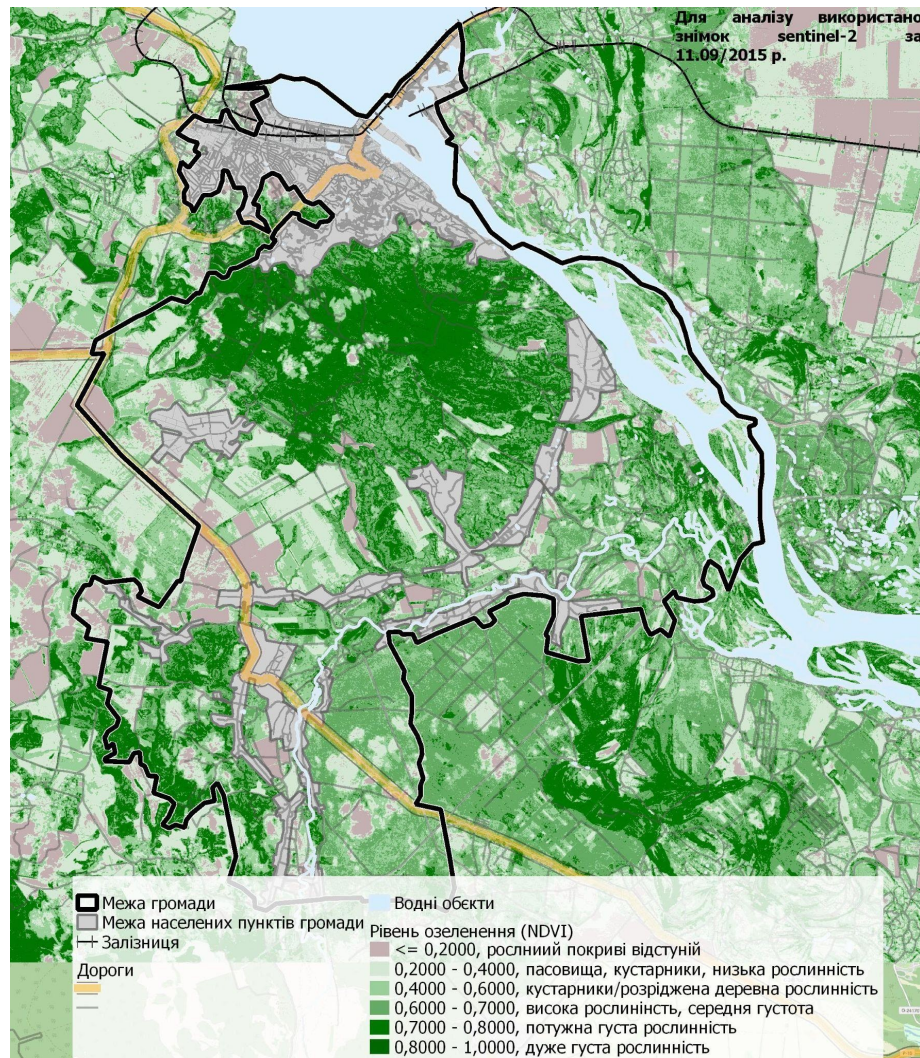 Для аналізу використано
знімок sentinel-2 за
11.09/2015 р.
Межа громади
Межа населених пунктів громади
Залізниця
Дороги
Водні обєкти
Рівень озеленення (NDVI)
<= 0,2000, рослниий покриві відстуній
0,2000 - 0,4000, пасовища, кустарники, низька рослинність
0,4000 - 0,6000, кустарники/розріджена деревна рослинність
0,6000 - 0,7000, висока рослиніність, середня густота
0,7000 - 0,8000, потужна густа рослинність
0,8000 - 1,0000, дуже густа рослинність